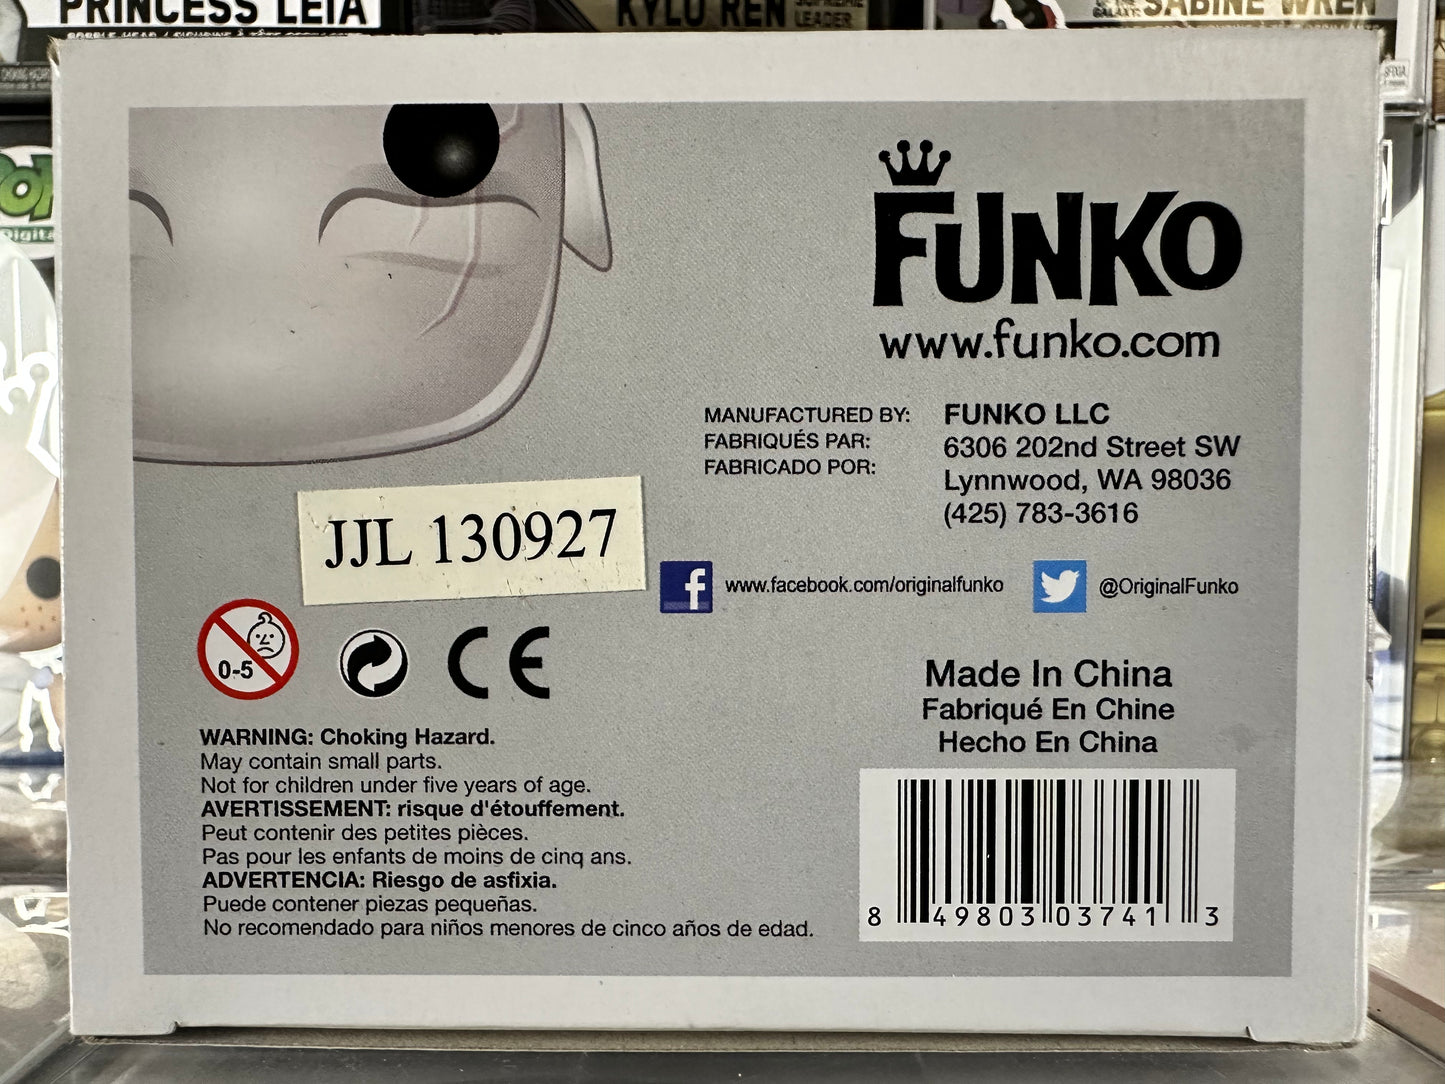 PRINCESS LEIA
KYLO REN SUPREME
LEADER
SABINE WREN
FUNKO
www.funko.com
MANUFACTURED BY: FUNKO LLC
FABRIQUÉS PAR: 6306 202nd Street SW
FABRICADO POR: Lynnwood, WA 98036
(425) 783-3616
JJL 130927
f www.facebook.com/originalfunko @OriginalFunko
0-5 CE
Made In China
Fabriqué En Chine
Hecho En China
WARNING: Choking Hazard.
May contain small parts.
Not for children under five years of age.
AVERTISSEMENT: risque d'étouffement.
Peut contenir des petites pièces.
Pas pour les enfants de moins de cinq ans.
ADVERTENCIA: Riesgo de asfixia.
Puede contener piezas pequeñas.
No recomendado para niños menores de cinco años de edad.
8 49803 03741 3